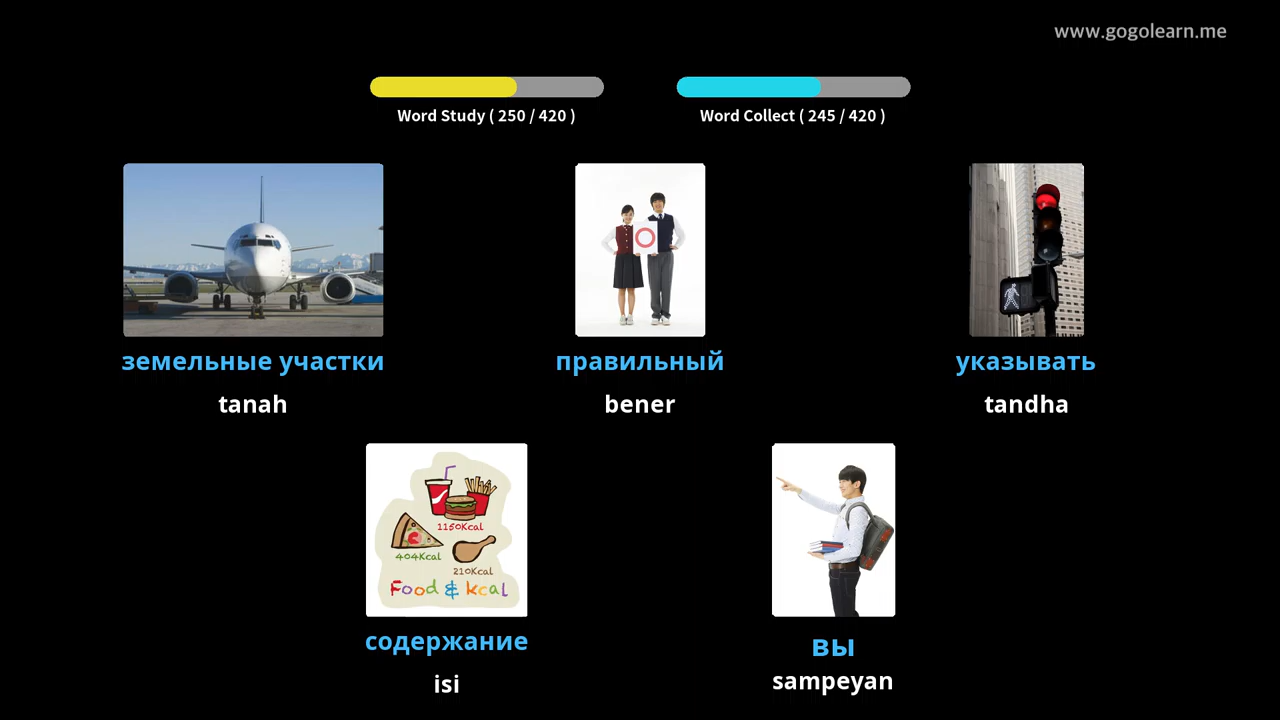 www.gogolearn.me
Word Study ( 250 / 420 )
Word Collect ( 245 / 420 )
земельные участки
правильный
указывать
tanah
bener
tandha
1150Kcal
404Kcal
210Kcal
Food & kcal
содержание
вы
isi
sampeyan